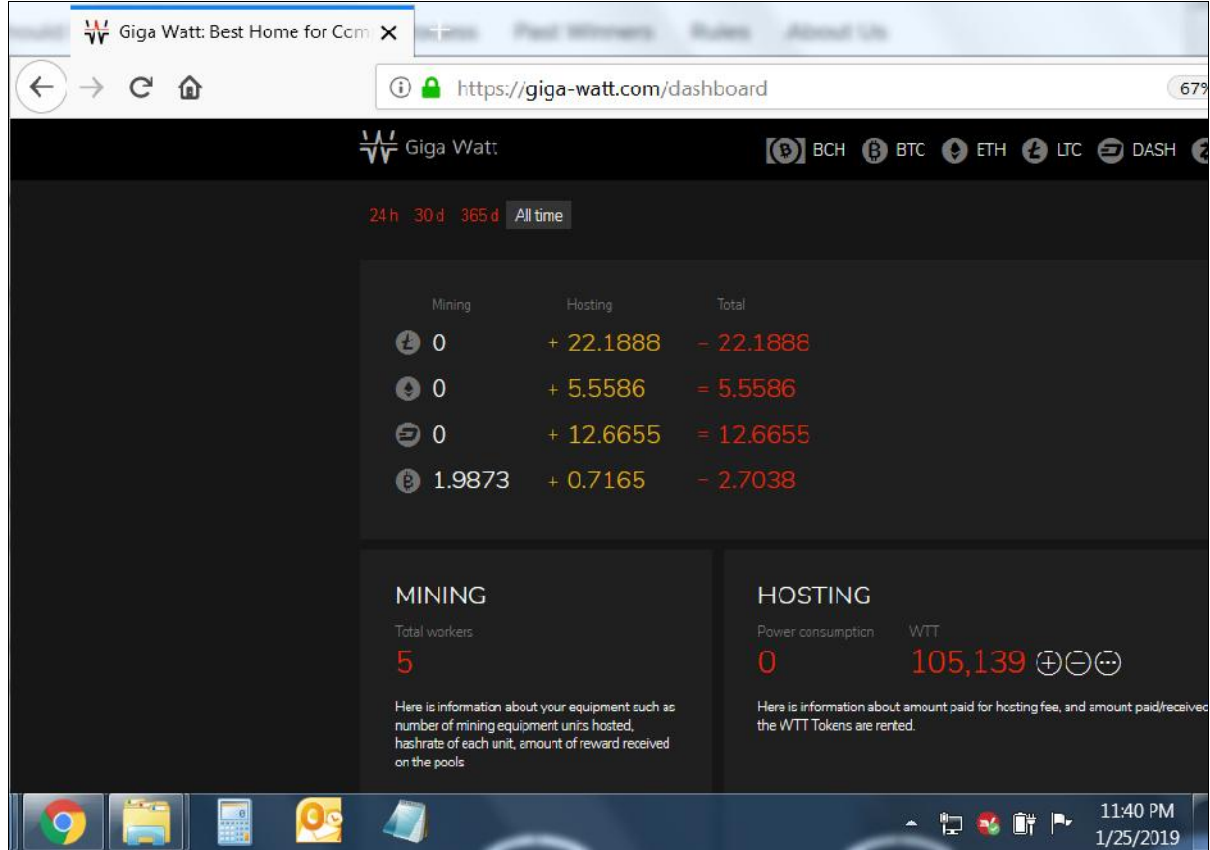 Past Winners Rules About Us
Giga Watt: Best Home for Com
https://giga-watt.com/dashboard 67%
Giga Watt BCH BTC ETH LTC DASH
24 h 30 d 365 d All time
Mining Hosting Total
0 + 22.1888 − 22.1888
0 + 5.5586 = 5.5586
0 + 12.6655 = 12.6655
1.9873 + 0.7165 − 2.7038
MINING
Total workers
5
Here is information about your equipment such as
number of mining equipment units hosted,
hashrate of each unit, amount of reward received
on the pools
HOSTING
Power consumption WTT
0 105,139
Here is information about amount paid for hosting fee, and amount paid/received
the WTT Tokens are rented.
11:40 PM
1/25/2019